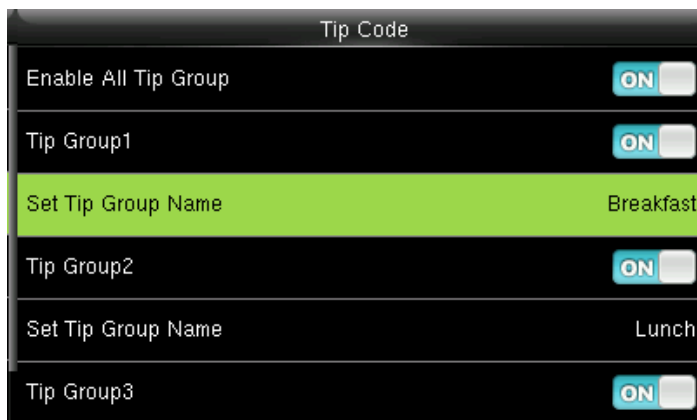 Tip Code
Enable All Tip Group ON
Tip Group1 ON
Set Tip Group Name Breakfast
Tip Group2 ON
Set Tip Group Name Lunch
Tip Group3 ON